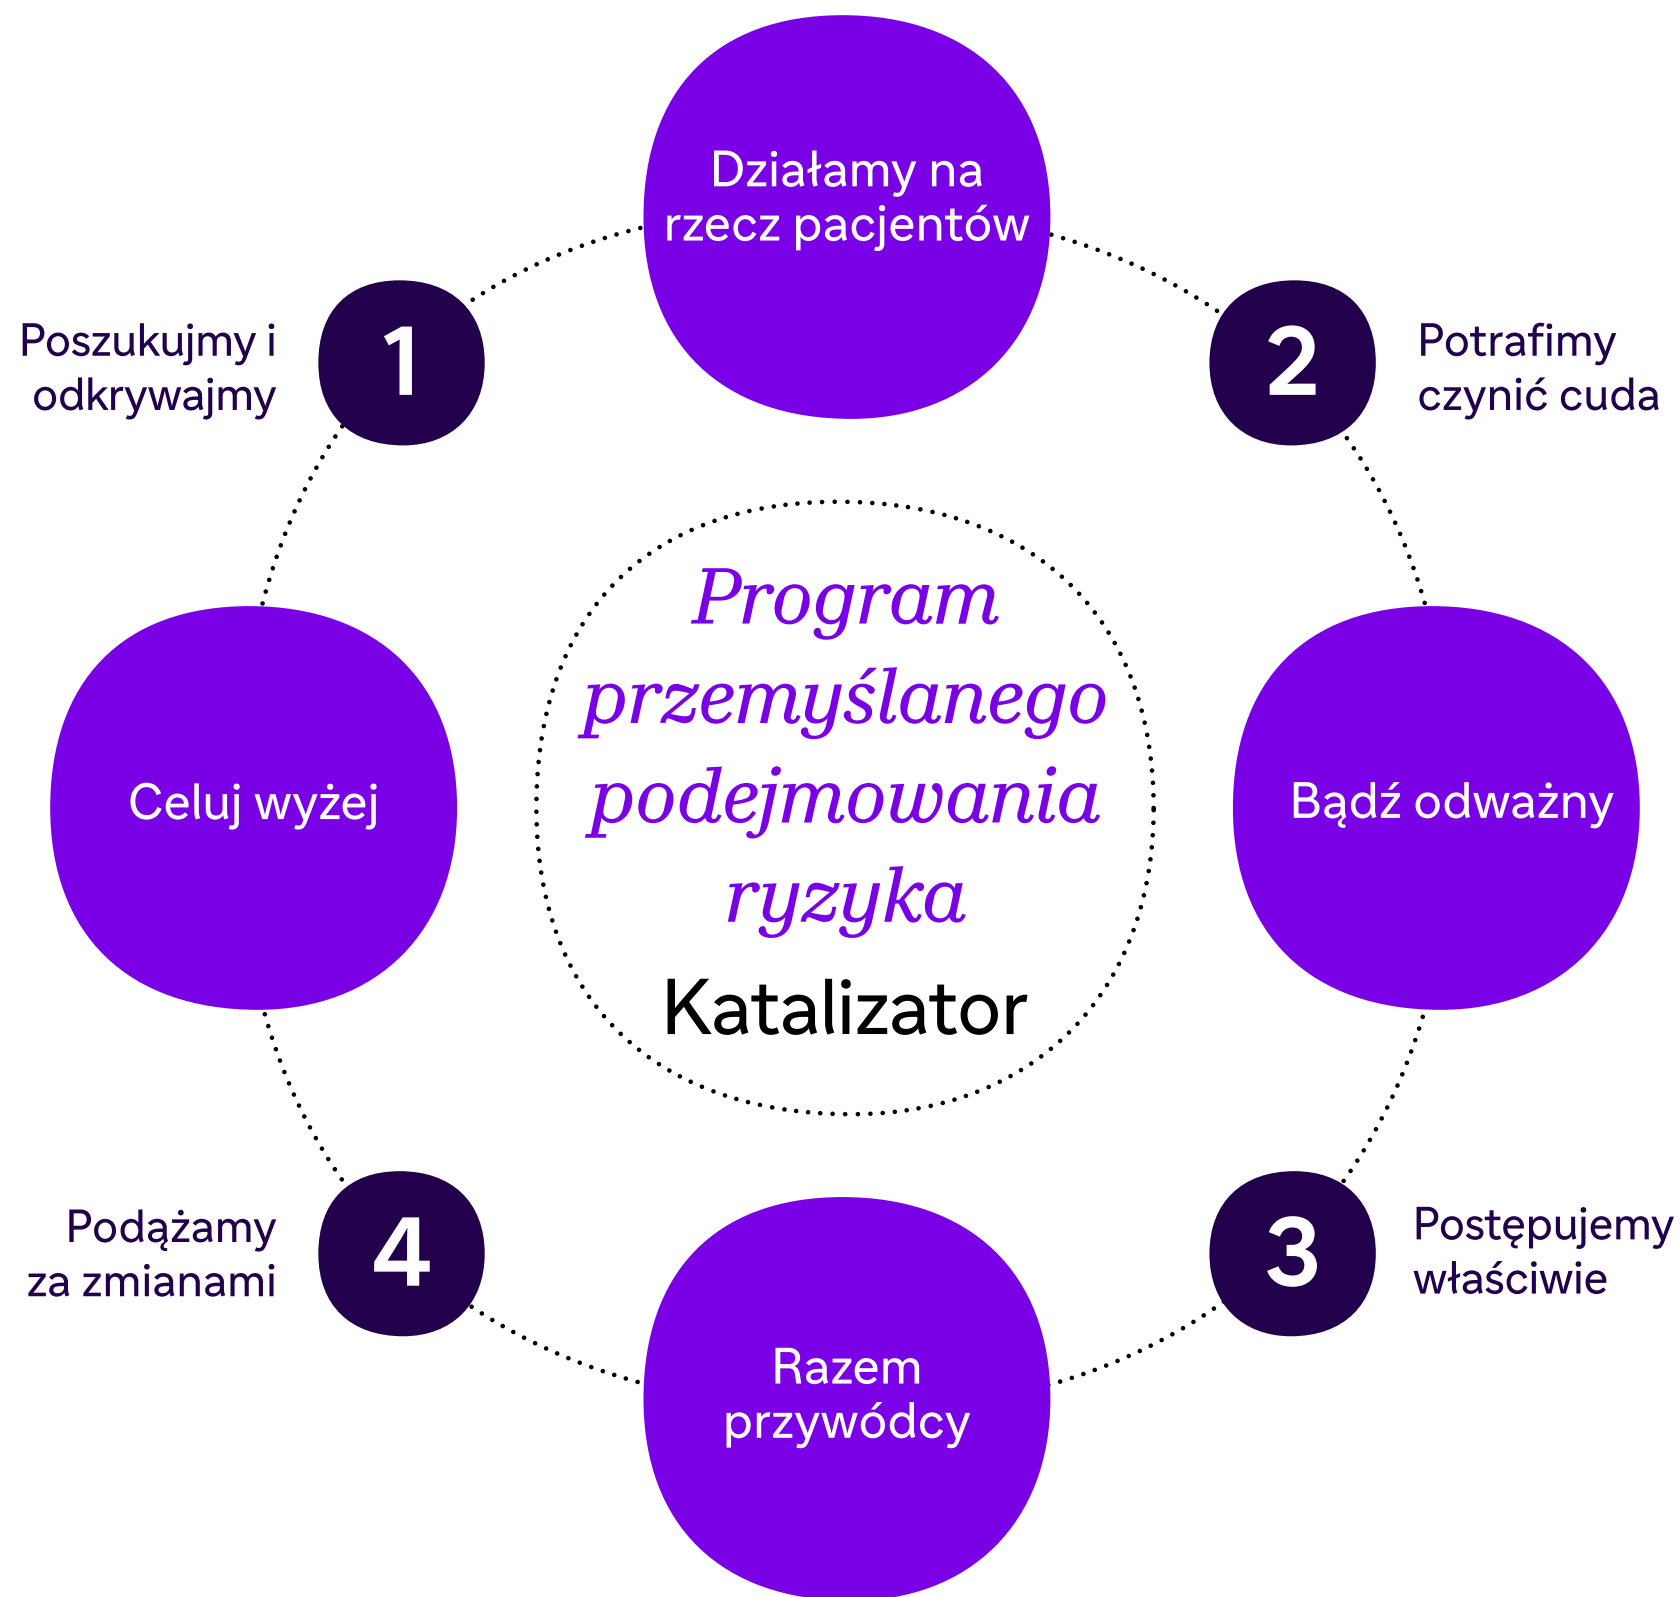 Działamy na
rzecz pacjentów
1
Poszukujmy i
odkrywajmy
2
Potrafimy
czynić cuda
Program
przemyślanego
podejmowania
ryzyka
Katalizator
Celuj wyżej
Bądź odważny
4
Podążamy
za zmianami
3
Postępujemy
właściwie
Razem
przywódcy